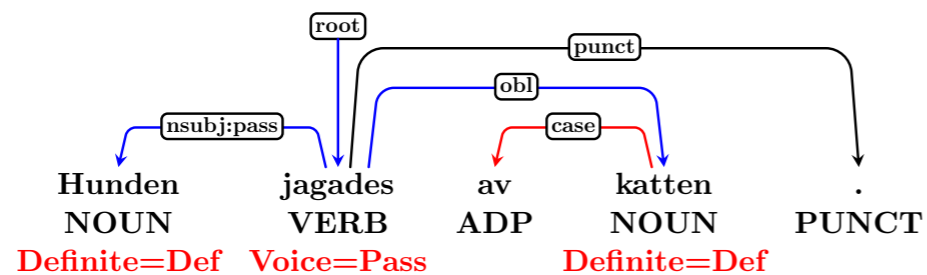 root
punct
obl
nsubj:pass case
Hunden jagades av katten .
NOUN VERB ADP NOUN PUNCT
Definite=Def Voice=Pass Definite=Def